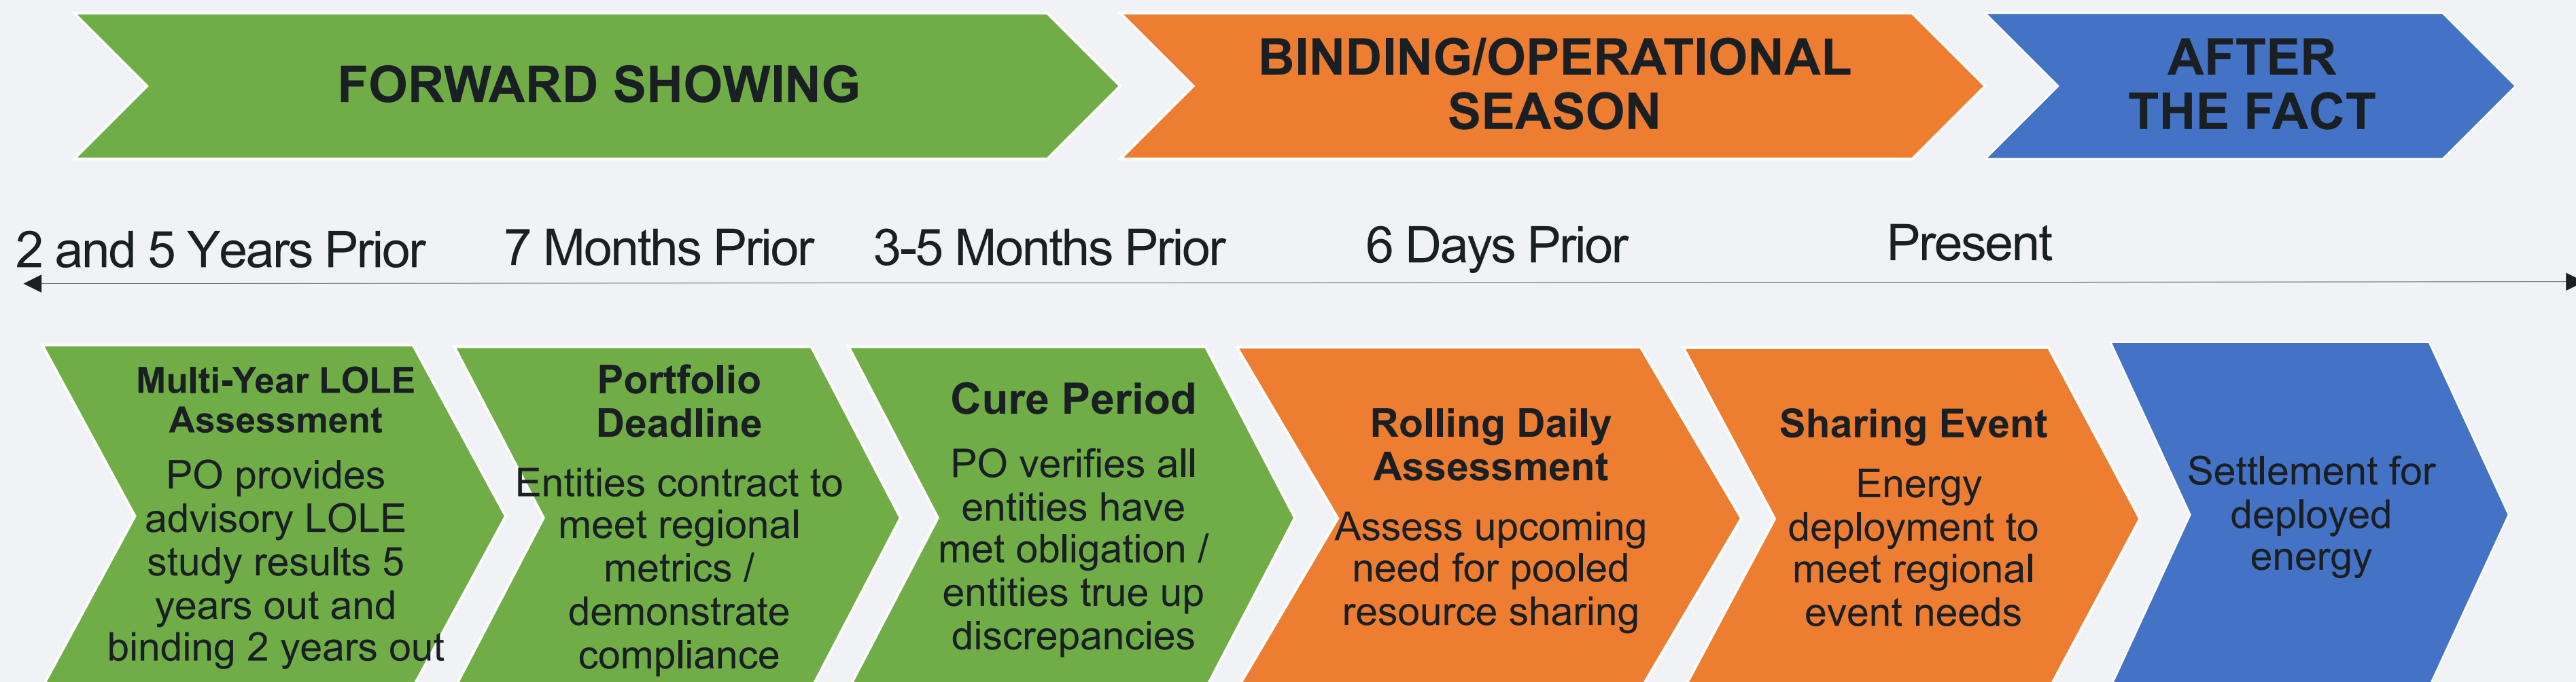 FORWARD SHOWING
BINDING/OPERATIONAL
SEASON
AFTER
THE FACT
2 and 5 Years Prior
7 Months Prior
3-5 Months Prior
6 Days Prior
Present
Multi-Year LOLE
Assessment
PO provides
advisory LOLE
study results 5
years out and
binding 2 years out
Portfolio
Deadline
Entities contract to
meet regional
metrics /
demonstrate
compliance
Cure Period
PO verifies all
entities have
met obligation /
entities true up
discrepancies
Rolling Daily
Assessment
Assess upcoming
need for pooled
resource sharing
Sharing Event
Energy
deployment to
meet regional
event needs
Settlement for
deployed
energy